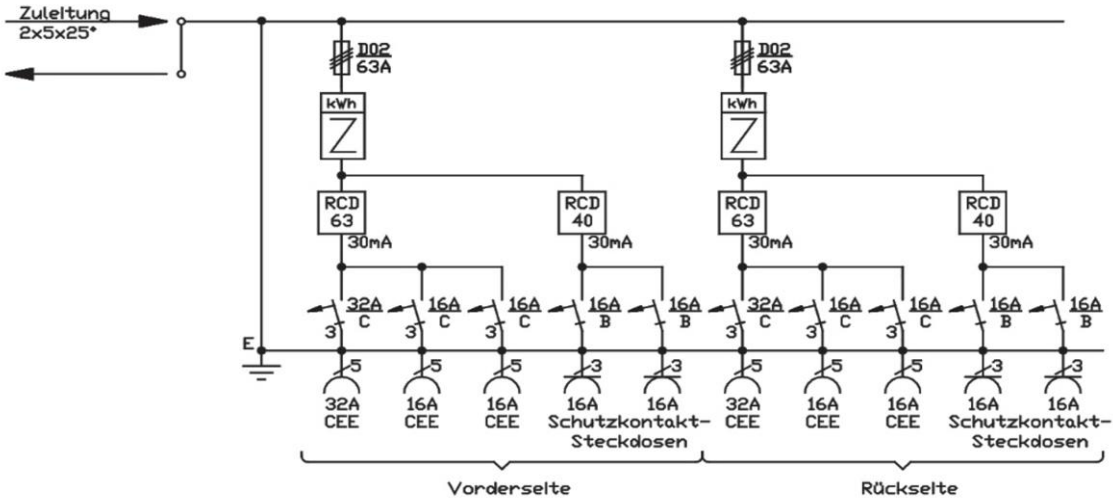 Zuleitung
2x5x25*
D02
63A
D02
63A
kWh
Z
kWh
Z
RCD
63
30mA
RCD
40
30mA
RCD
63
30mA
RCD
40
30mA
32A
C
3
16A
C
3
16A
C
3
16A
B
16A
B
32A
C
3
16A
C
3
16A
C
3
16A
B
16A
B
E
5 5 5 3 3 5 5 5 3 3
32A 16A 16A 16A 16A 32A 16A 16A 16A 16A
CEE CEE CEE Schutzkontakt- CEE CEE CEE Schutzkontakt-
Steckdosen Steckdosen
Vorderseite Rückseite